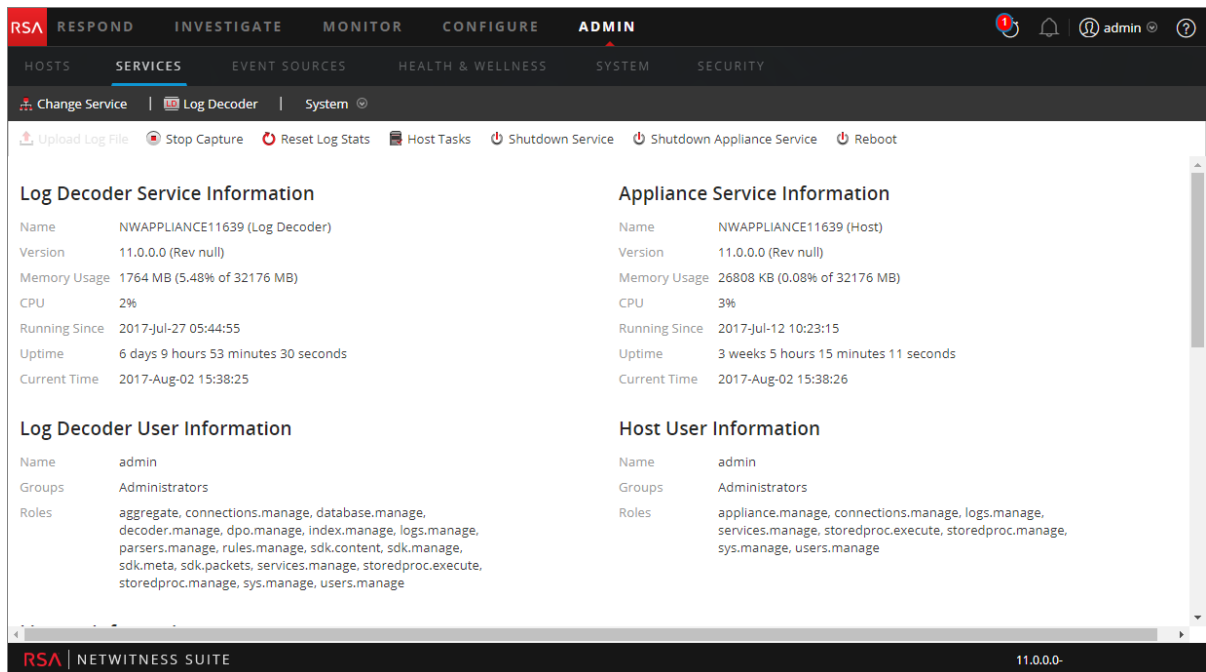 RSA RESPOND INVESTIGATE MONITOR CONFIGURE ADMIN 1 admin ?
HOSTS SERVICES EVENT SOURCES HEALTH & WELLNESS SYSTEM SECURITY
Change Service | LD Log Decoder | System
Upload Log File Stop Capture Reset Log Stats Host Tasks Shutdown Service Shutdown Appliance Service Reboot
Log Decoder Service Information
Name NWAPPLIANCE11639 (Log Decoder)
Version 11.0.0.0 (Rev null)
Memory Usage 1764 MB (5.48% of 32176 MB)
CPU 2%
Running Since 2017-Jul-27 05:44:55
Uptime 6 days 9 hours 53 minutes 30 seconds
Current Time 2017-Aug-02 15:38:25
Appliance Service Information
Name NWAPPLIANCE11639 (Host)
Version 11.0.0.0 (Rev null)
Memory Usage 26808 KB (0.08% of 32176 MB)
CPU 3%
Running Since 2017-Jul-12 10:23:15
Uptime 3 weeks 5 hours 15 minutes 11 seconds
Current Time 2017-Aug-02 15:38:26
Log Decoder User Information
Name admin
Groups Administrators
Roles aggregate, connections.manage, database.manage,
decoder.manage, dpo.manage, index.manage, logs.manage,
parsers.manage, rules.manage, sdk.content, sdk.manage,
sdk.meta, sdk.packets, services.manage, storedproc.execute,
storedproc.manage, sys.manage, users.manage
Host User Information
Name admin
Groups Administrators
Roles appliance.manage, connections.manage, logs.manage,
services.manage, storedproc.execute, storedproc.manage,
sys.manage, users.manage
RSA | NETWITNESS SUITE 11.0.0.0-